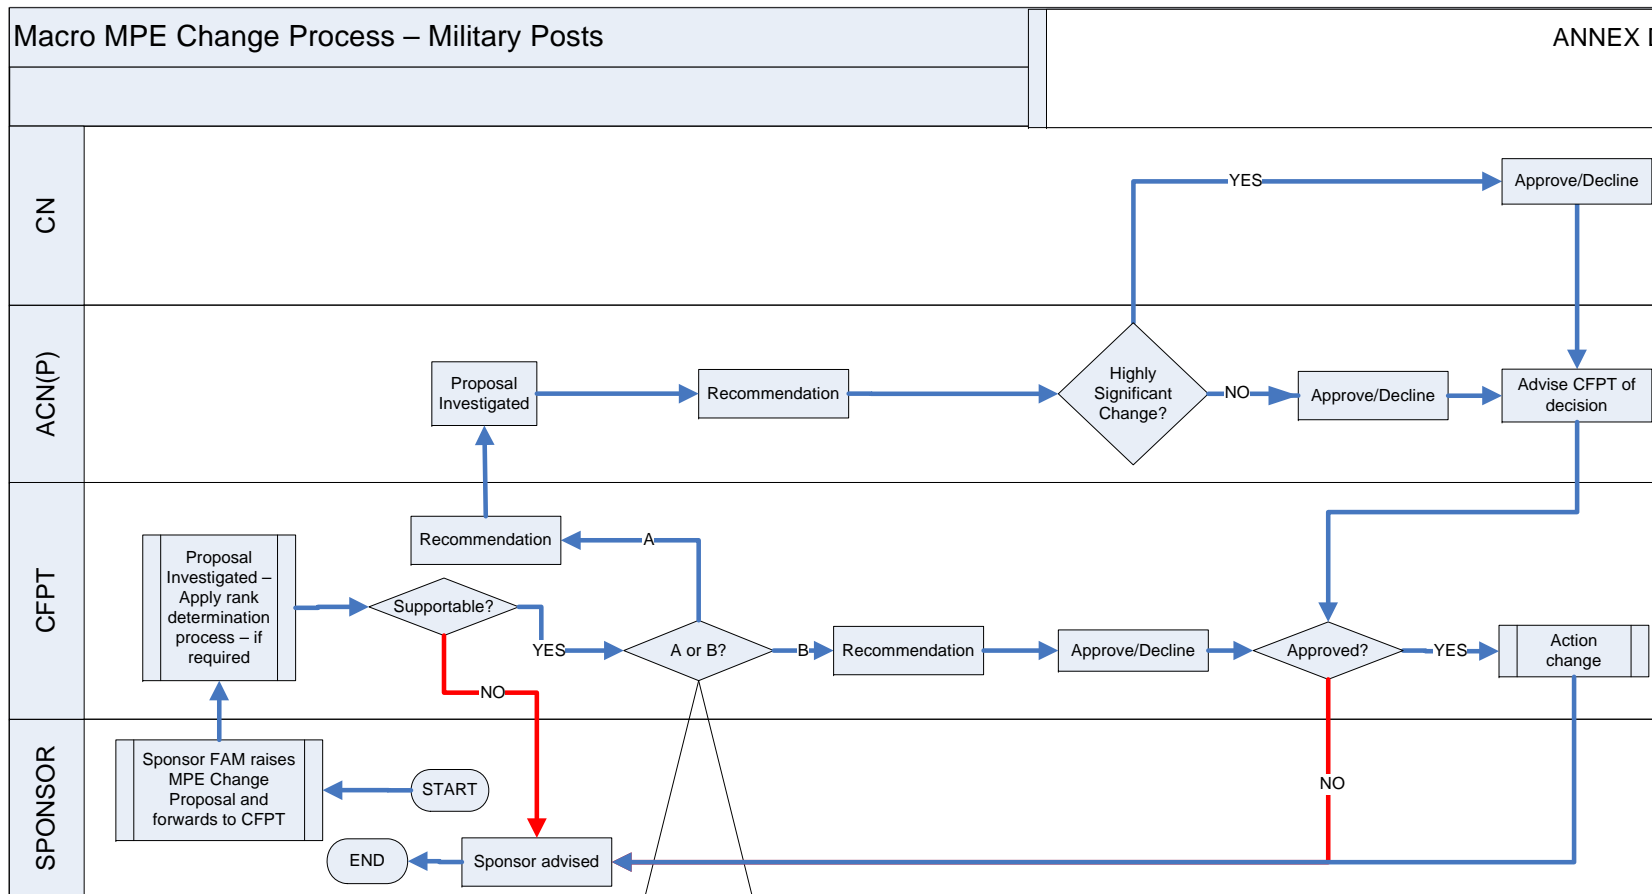 Macro MPE Change Process – Military Posts
ANNEX
CN
YES
Approve/Decline
ACN(P)
Proposal
Investigated
Recommendation
Highly
Significant
Change?
NO
Approve/Decline
Advise CFPT of
decision
CFPT
Proposal
Investigated –
Apply rank
determination
process – if
required
Supportable?
YES
NO
Recommendation
A
A or B?
B
Recommendation
Approve/Decline
Approved?
YES
Action
change
NO
SPONSOR
Sponsor FAM raises
MPE Change
Proposal and
forwards to CFPT
START
END
Sponsor advised